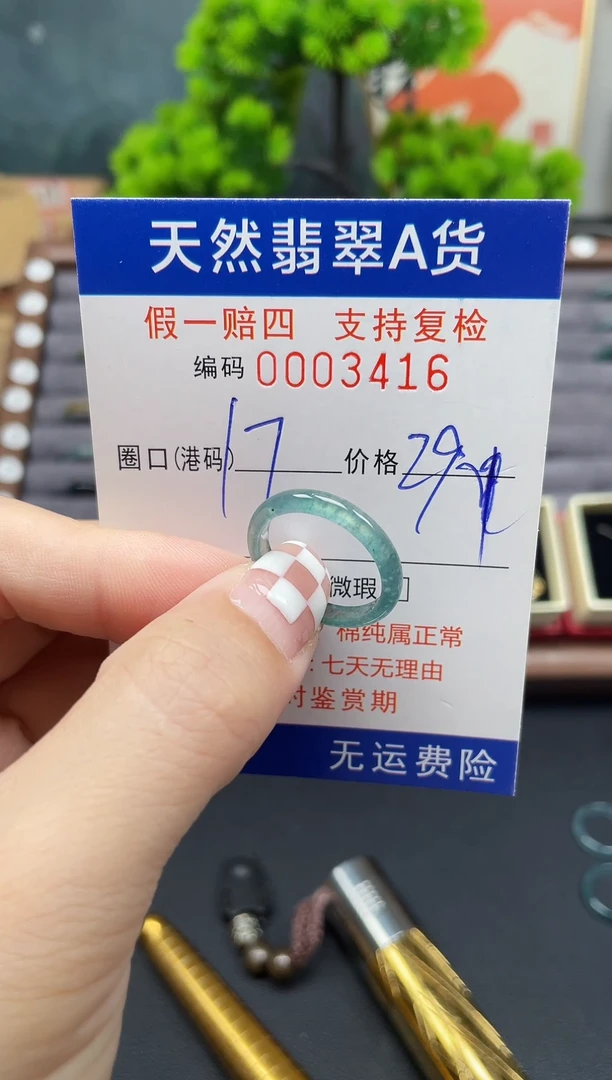 天然翡翠A货
假一赔四 支持复检
编码 0003416
圈口(港码) 17 价格
微瑕
棉纯属正常
：七天无理由
时鉴赏期
无运费险